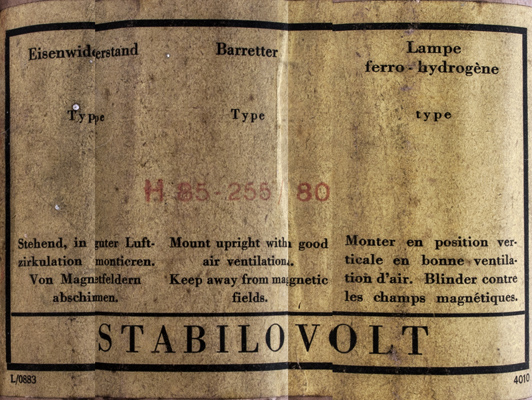 Eisenwiderstand
Type
Stehend, in guter Luft-
zirkulation montieren.
Von Magnetfeldern
abschirmen.
Barretter
Type
Mount upright with good
air ventilation.
Keep away from magnetic
fields.
Lampe
ferro-hydrogène
type
Monter en position ver-
ticale en bonne ventila-
tion d'air. Blinder contre
les champs magnétiques.
H 85-255 / 80
STABILOVOLT
L/0883
4010